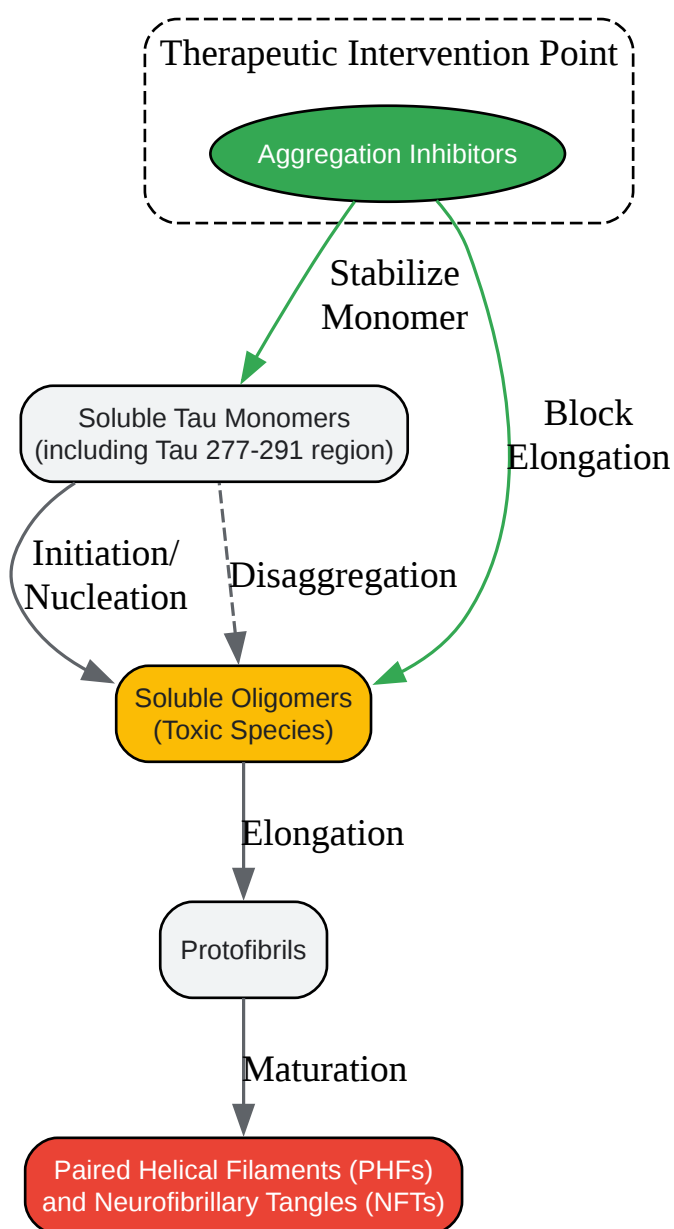 Therapeutic Intervention Point
Aggregation Inhibitors
Stabilize
Monomer
Block
Elongation
Soluble Tau Monomers
(including Tau 277-291 region)
Initiation/
Nucleation
Disaggregation
Soluble Oligomers
(Toxic Species)
Elongation
Protofibrils
Maturation
Paired Helical Filaments (PHFs)
and Neurofibrillary Tangles (NFTs)